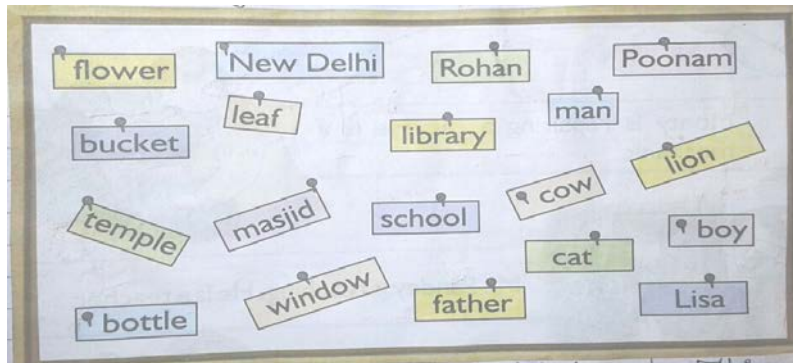 flower
New Delhi
Rohan
Poonam
leaf
man
bucket
library
lion
temple
masjid
school
cow
boy
cat
window
bottle
father
Lisa